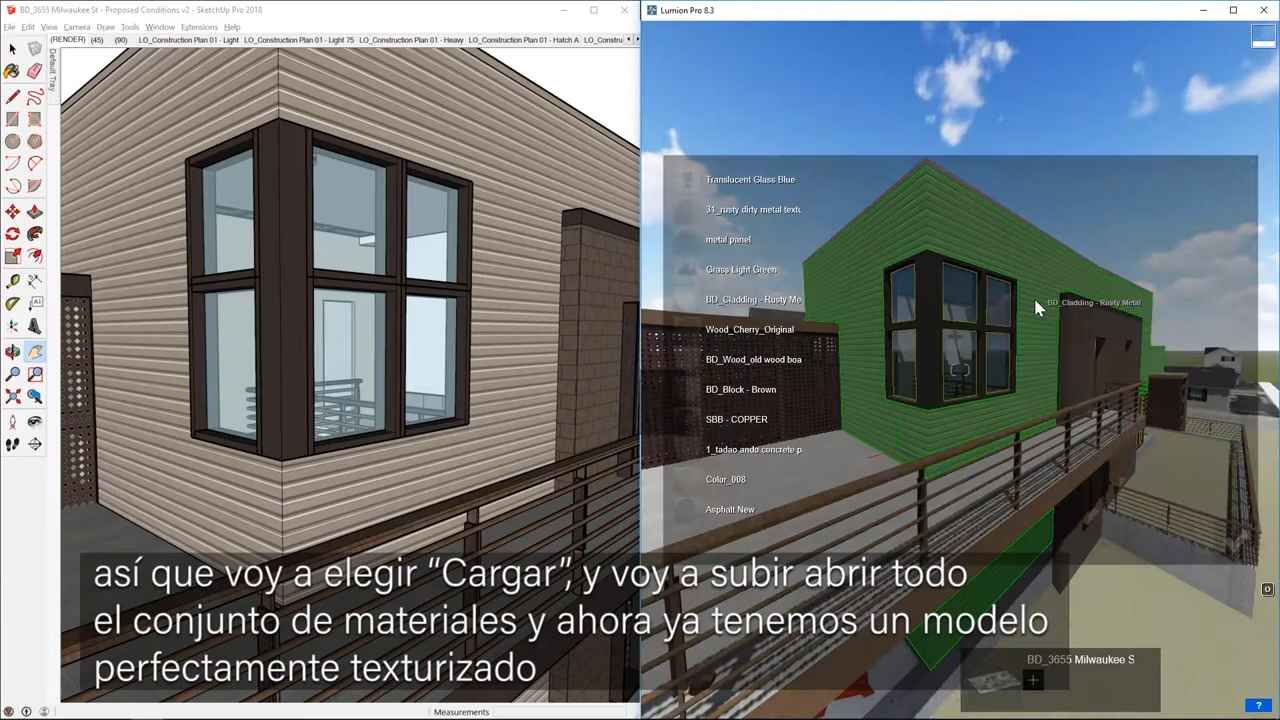 BD_3655 Milwaukee St - Proposed Conditions v2 - SketchUp Pro 2018
File Edit View Camera Draw Tools Window Extensions Help
(RENDER) (45) (90) LO_Construction Plan 01 - Light LO_Construction Plan 01 - Light 75 LO_Construction Plan 01 - Heavy LO_Construction Plan 01 - Hatch A LO_Constru
Default Tray
A1
Lumion Pro 8.3
Translucent Glass Blue
31_rusty dirty metal textu
metal panel
Grass Light Green
BD_Cladding - Rusty Me
BD_Cladding - Rusty Metal
Wood_Cherry_Original
BD_Wood_old wood boa
BD_Block - Brown
SBB - COPPER
1_tadao ando concrete p
Color_008
Asphalt New
así que voy a elegir “Cargar”, y voy a subir abrir todo
el conjunto de materiales y ahora ya tenemos un modelo
perfectamente texturizado
BD_3655 Milwaukee S
+
Measurements
?